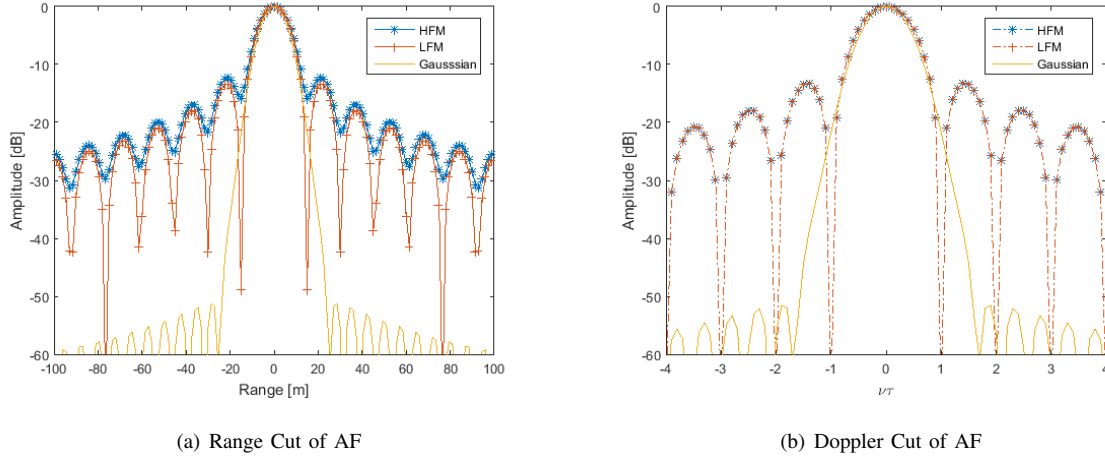 0
-10
-20
-30
-40
-50
-60
Amplitude [dB]
-100 -80 -60 -40 -20 0 20 40 60 80 100
Range [m]
HFM
LFM
Gausssian
(a) Range Cut of AF
0
-10
-20
-30
-40
-50
-60
Amplitude [dB]
-4 -3 -2 -1 0 1 2 3 4
ντ
HFM
LFM
Gausssian
(b) Doppler Cut of AF